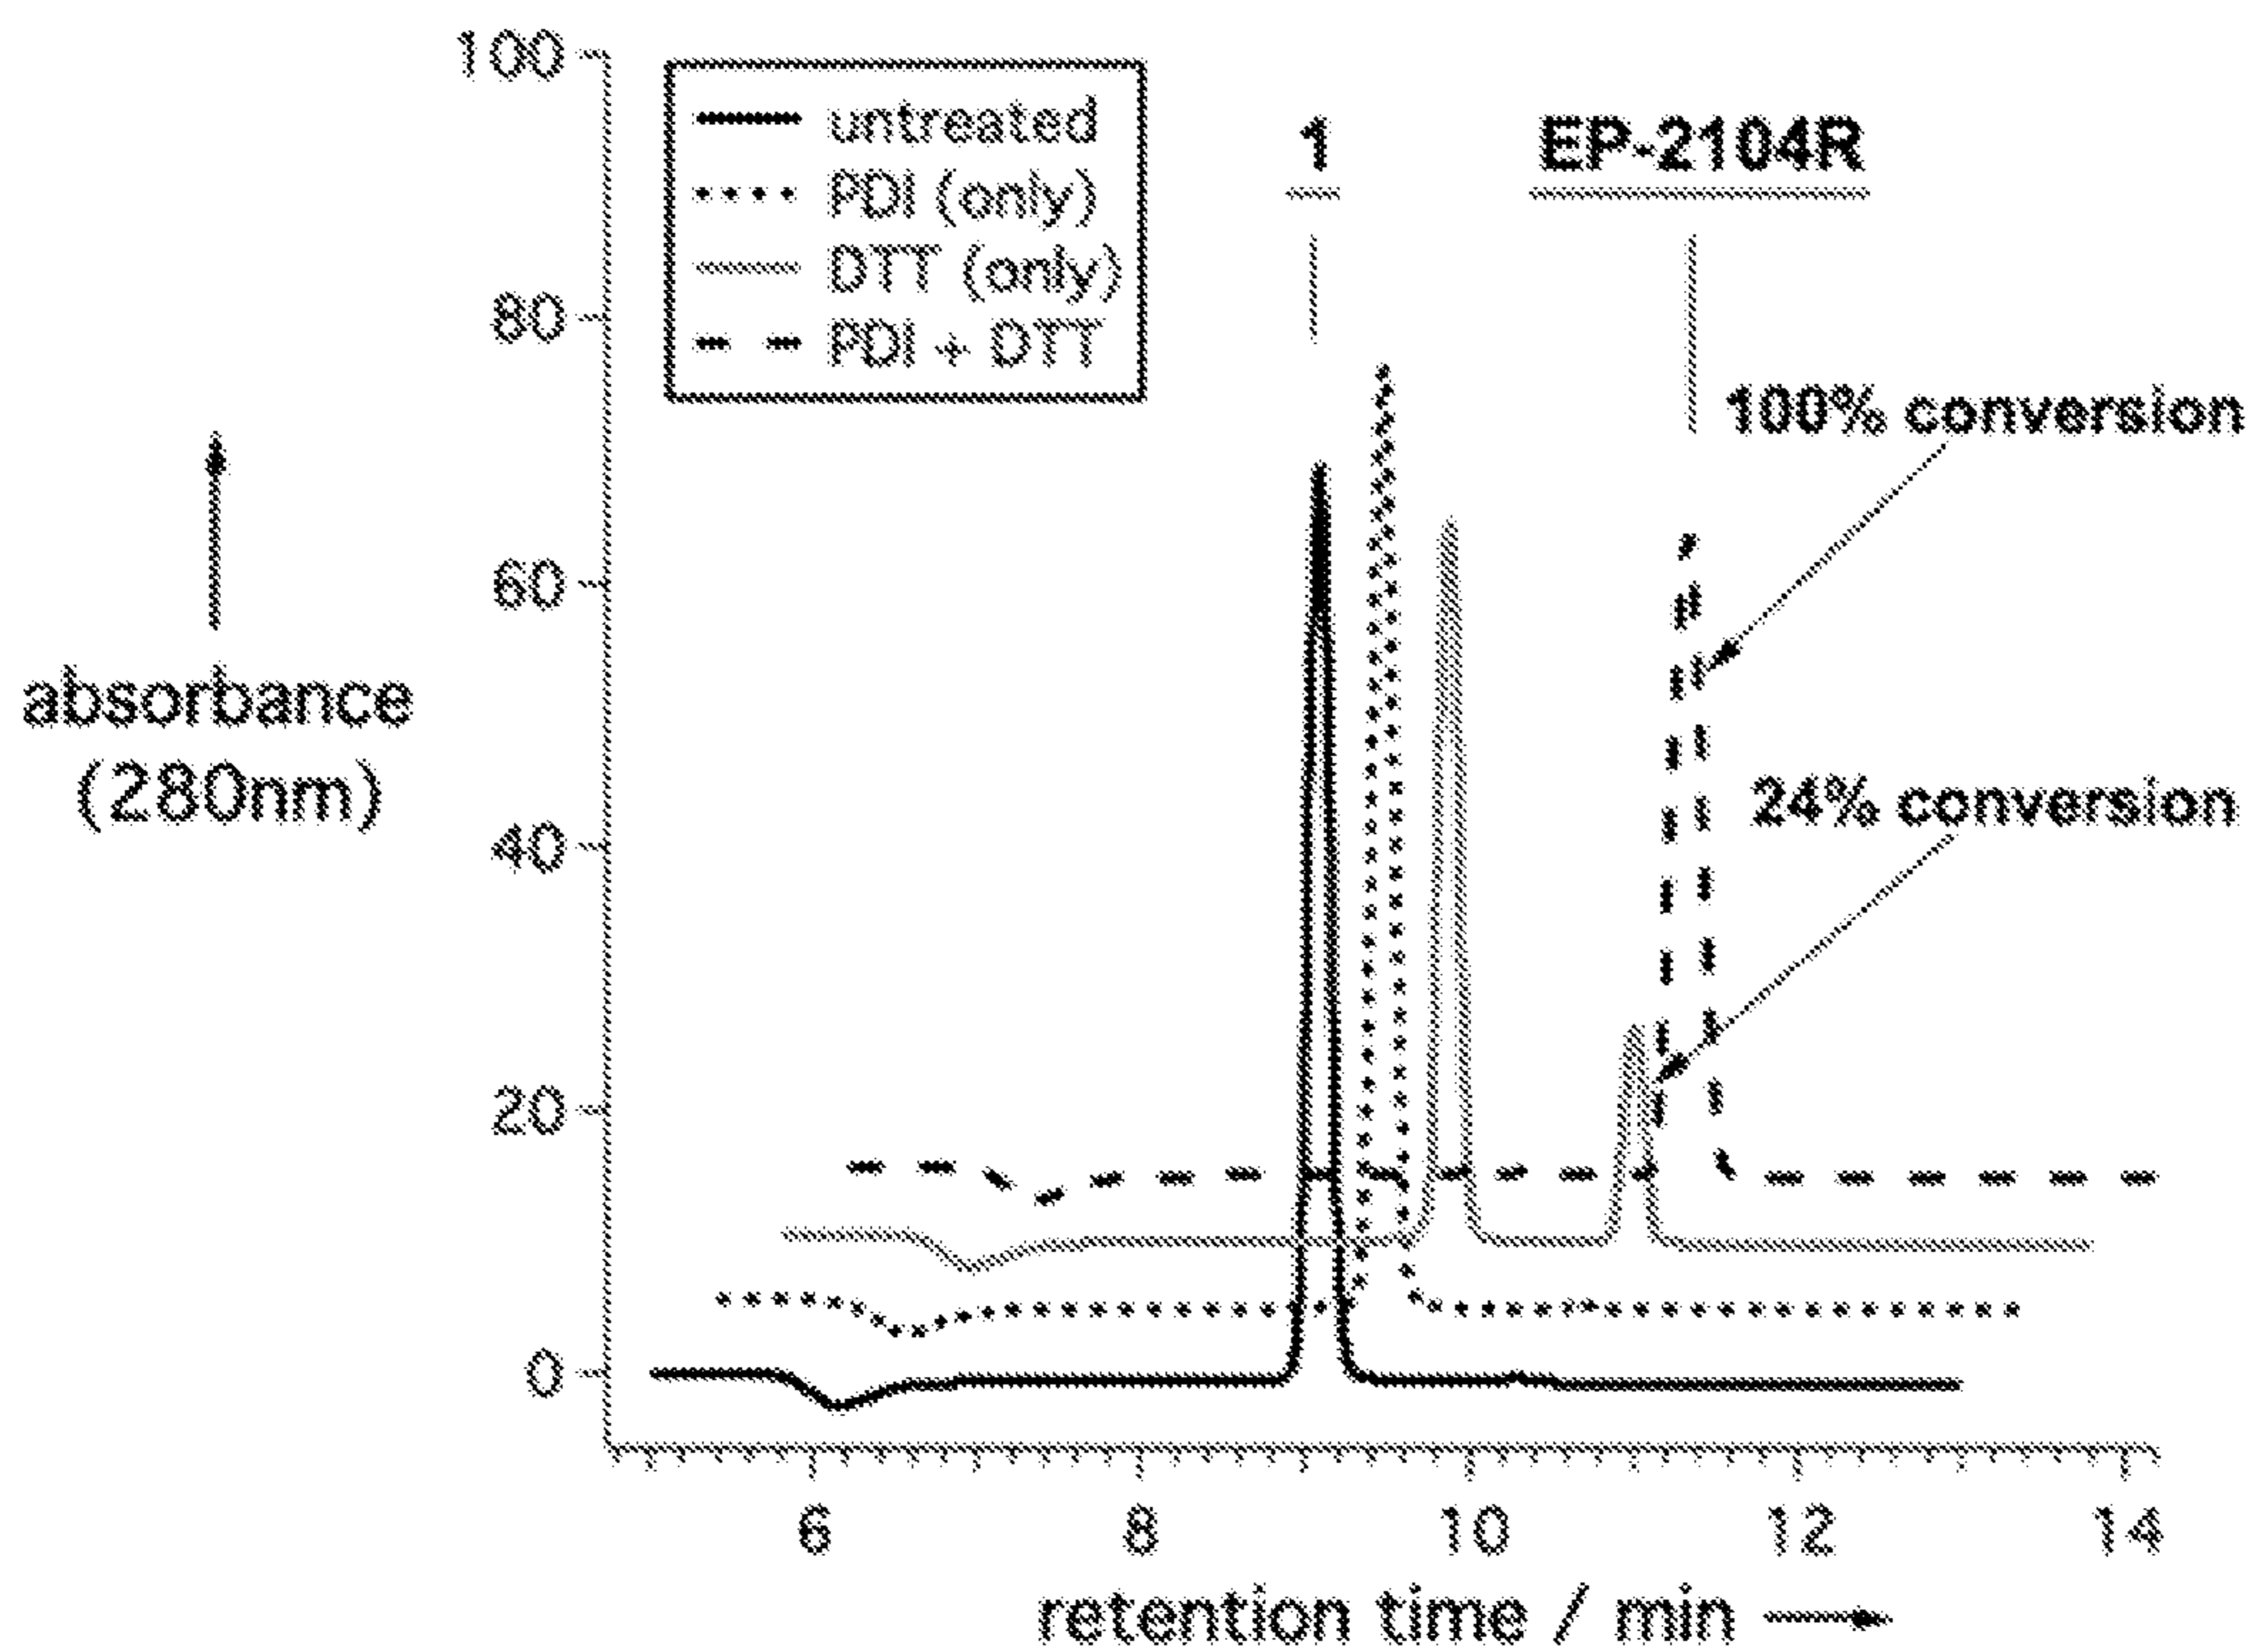 100
untreated
PDI (only)
DTT (only)
PDI + DTT
1
EP-2104R
80
100% conversion
60
absorbance
(280nm)
24% conversion
40
20
0
6 8 10 12 14
retention time / min